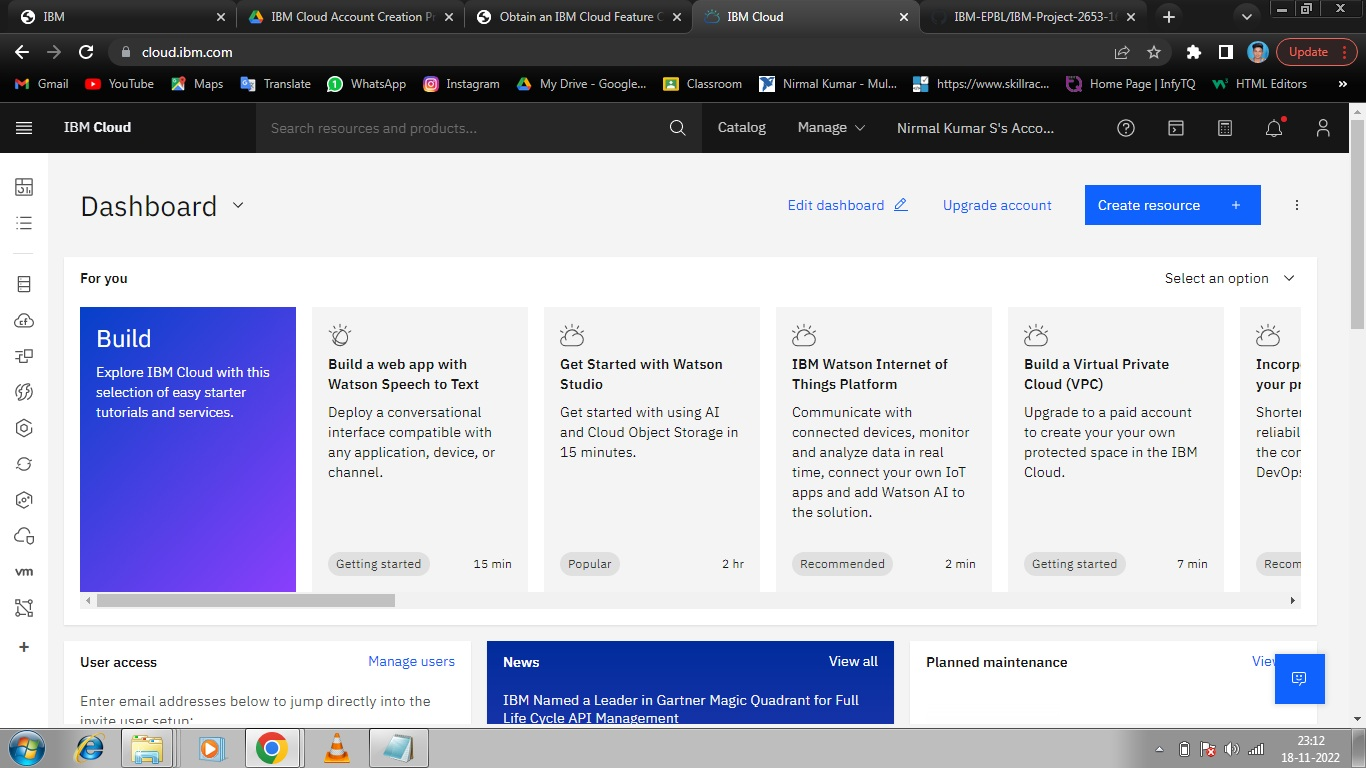 IBM
IBM Cloud Account Creation Pr
Obtain an IBM Cloud Feature C
IBM Cloud
IBM-EPBL/IBM-Project-2653-16
cloud.ibm.com
Update
Gmail
YouTube
Maps
Translate
WhatsApp
Instagram
My Drive - Google...
Classroom
Nirmal Kumar - Mul...
https://www.skillrac...
Home Page | InfyTQ
HTML Editors
IBM Cloud
Search resources and products...
Catalog
Manage
Nirmal Kumar S's Acco...
Dashboard
Edit dashboard
Upgrade account
Create resource +
For you
Select an option
Build
Explore IBM Cloud with this
selection of easy starter
tutorials and services.
Build a web app with
Watson Speech to Text
Deploy a conversational
interface compatible with
any application, device, or
channel.
Getting started
15 min
Get Started with Watson
Studio
Get started with using AI
and Cloud Object Storage in
15 minutes.
Popular
2 hr
IBM Watson Internet of
Things Platform
Communicate with
connected devices, monitor
and analyze data in real
time, connect your own IoT
apps and add Watson AI to
the solution.
Recommended
2 min
Build a Virtual Private
Cloud (VPC)
Upgrade to a paid account
to create your your own
protected space in the IBM
Cloud.
Getting started
7 min
Incorp
your pr
Shorter
reliabil
the con
DevOps
Recom
vm
User access
Manage users
Enter email addresses below to jump directly into the
invite user setup:
News
View all
IBM Named a Leader in Gartner Magic Quadrant for Full
Life Cycle API Management
Planned maintenance
View
23:12
18-11-2022